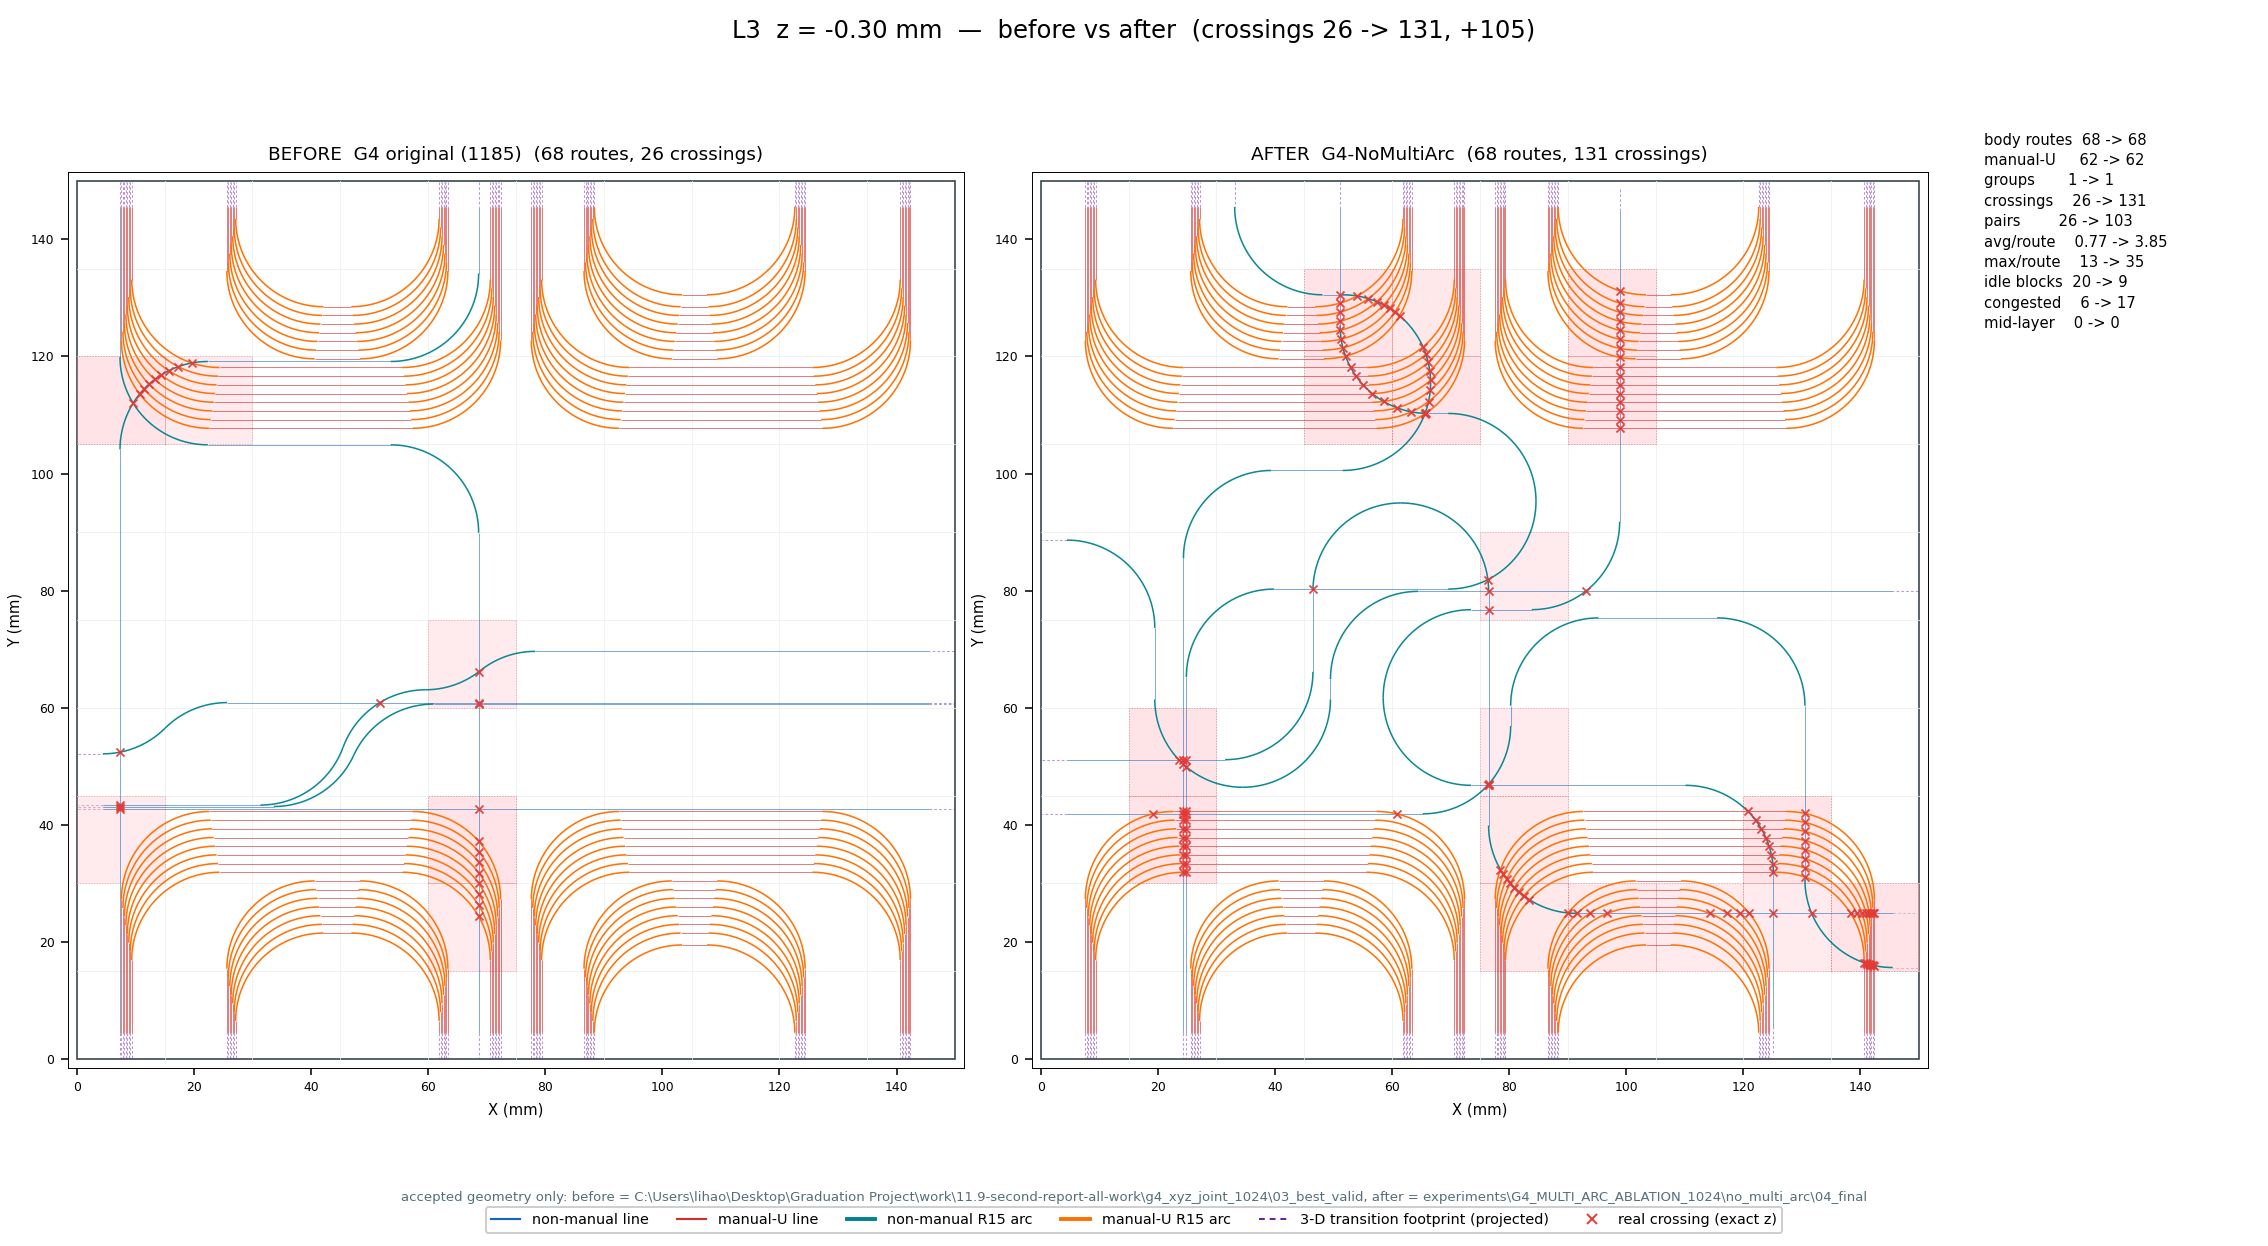 L3  z = -0.30 mm  —  before vs after  (crossings 26 -> 131, +105)
BEFORE  G4 original (1185)  (68 routes, 26 crossings)
140
120
100
80
60
40
20
0
Y (mm)
0 20 40 60 80 100 120 140
X (mm)
AFTER  G4-NoMultiArc  (68 routes, 131 crossings)
140
120
100
80
60
40
20
0
Y (mm)
0 20 40 60 80 100 120 140
X (mm)
body routes  68 -> 68
manual-U  62 -> 62
groups  1 -> 1
crossings  26 -> 131
pairs  26 -> 103
avg/route  0.77 -> 3.85
max/route  13 -> 35
idle blocks  20 -> 9
congested  6 -> 17
mid-layer  0 -> 0
accepted geometry only: before = C:\Users\lihao\Desktop\Graduation Project\work\11.9-second-report-all-work\g4_xyz_joint_1024\03_best_valid, after = experiments\G4_MULTI_ARC_ABLATION_1024\no_multi_arc\04_final
non-manual line  manual-U line  non-manual R15 arc  manual-U R15 arc  3-D transition footprint (projected)  real crossing (exact z)